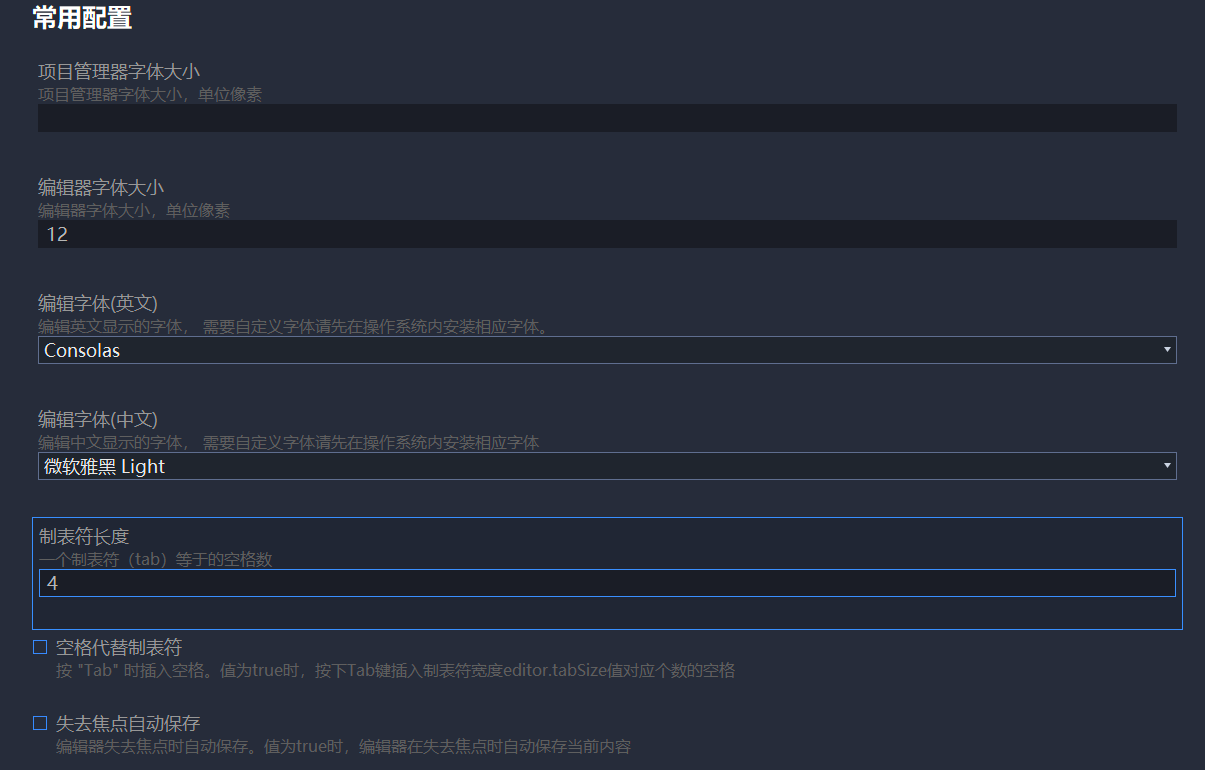 常用配置
项目管理器字体大小
项目管理器字体大小，单位像素
编辑器字体大小
编辑器字体大小，单位像素
12
编辑字体(英文)
编辑英文显示的字体， 需要自定义字体请先在操作系统内安装相应字体。
Consolas
编辑字体(中文)
编辑中文显示的字体， 需要自定义字体请先在操作系统内安装相应字体
微软雅黑 Light
制表符长度
一个制表符（tab）等于的空格数
4
空格代替制表符
按 "Tab" 时插入空格。值为true时，按下Tab键插入制表符宽度editor.tabSize值对应个数的空格
失去焦点自动保存
编辑器失去焦点时自动保存。值为true时，编辑器在失去焦点时自动保存当前内容